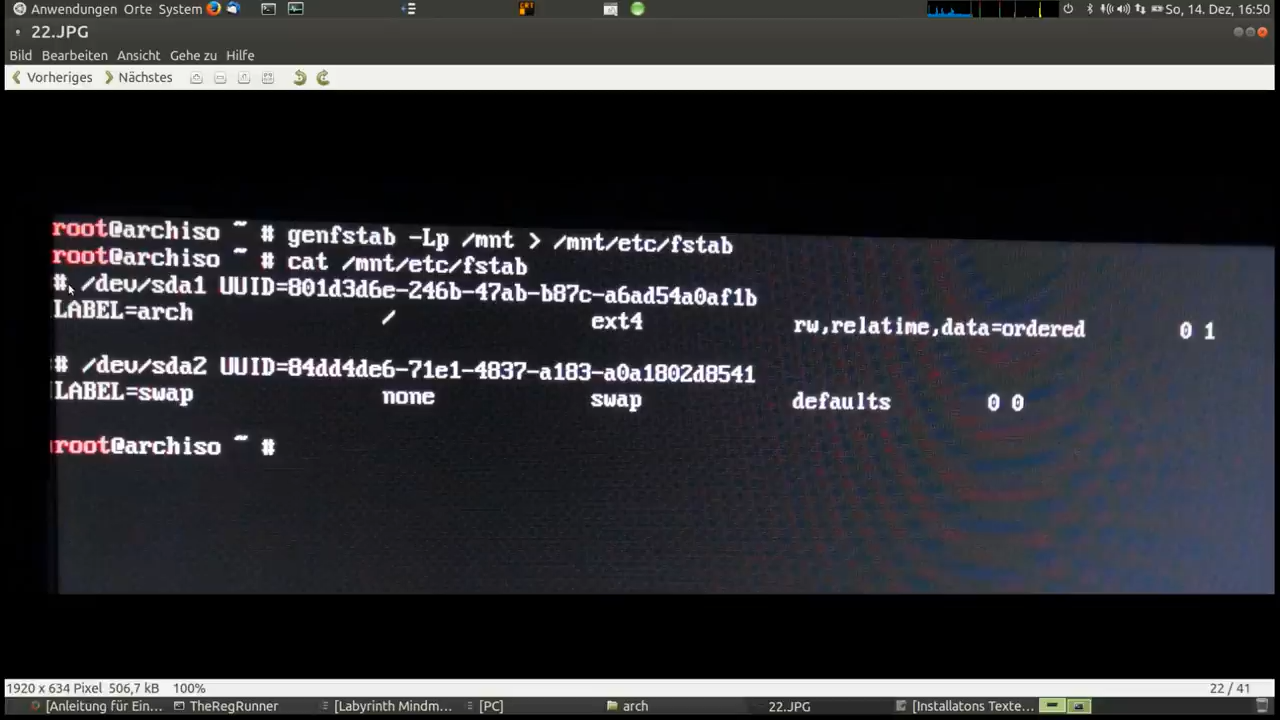 Anwendungen Orte System So, 14. Dez, 16:50
22.JPG
Bild Bearbeiten Ansicht Gehe zu Hilfe
Vorheriges Nächstes
root@archiso ~ # genfstab -Lp /mnt > /mnt/etc/fstab
root@archiso ~ # cat /mnt/etc/fstab
# /dev/sda1 UUID=801d3d6e-246b-47ab-b87c-a6ad54a0af1b
LABEL=arch / ext4 rw,relatime,data=ordered 0 1
# /dev/sda2 UUID=84dd4de6-71e1-4837-a183-a0a1802d8541
LABEL=swap none swap defaults 0 0
root@archiso ~ #
1920 x 634 Pixel 506,7 kB 100% 22 / 41
[Anleitung für Ein... TheRegRunner [Labyrinth Mindm... [PC] arch 22.JPG [Installatons Texte...